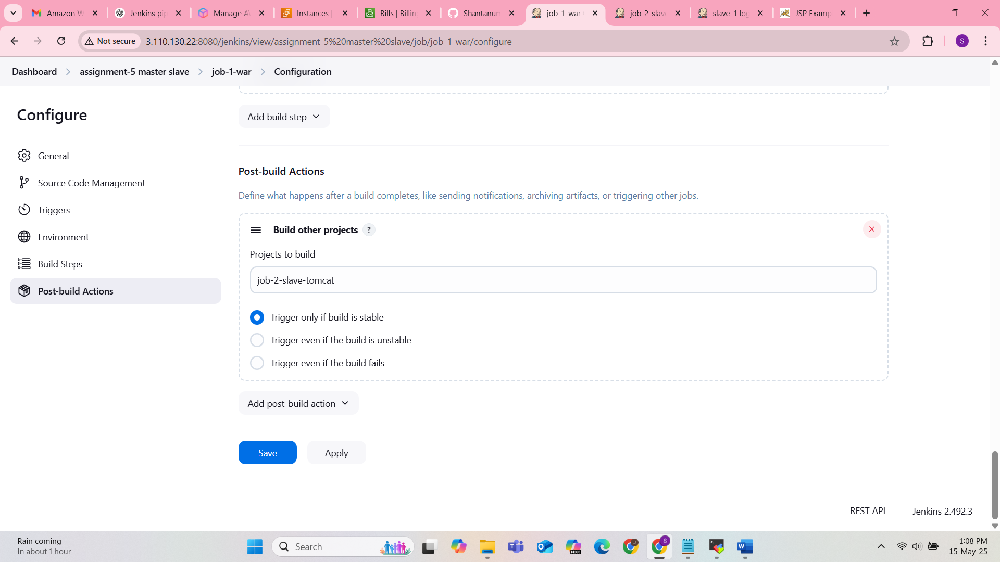 Amazon W
Jenkins pip
Manage A
Instances |
Bills | Billin
Shantanum
job-1-war
job-2-slave
slave-1 log
JSP Examp
Not secure
3.110.130.22:8080/jenkins/view/assignment-5%20master%20slave/job/job-1-war/configure
S
Dashboard
assignment-5 master slave
job-1-war
Configuration
Configure
General
Source Code Management
Triggers
Environment
Build Steps
Post-build Actions
Add build step
Post-build Actions
Define what happens after a build completes, like sending notifications, archiving artifacts, or triggering other jobs.
Build other projects ?
Projects to build
job-2-slave-tomcat
Trigger only if build is stable
Trigger even if the build is unstable
Trigger even if the build fails
Add post-build action
Save
Apply
REST API
Jenkins 2.492.3
Rain coming
In about 1 hour
Search
M365
J
S
1:08 PM
15-May-25